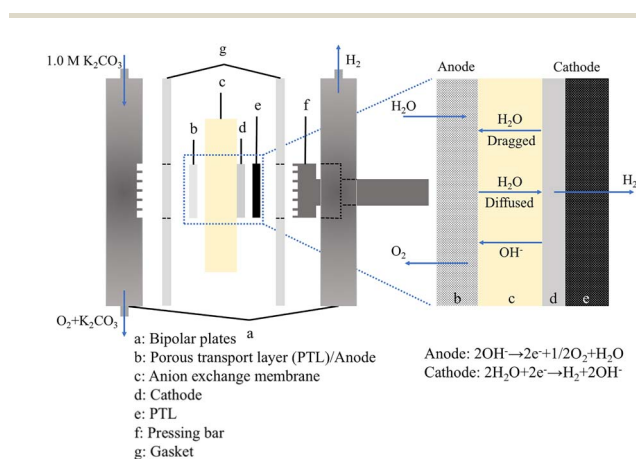 1.0 M K₂CO₃
g
H₂
c
b
d
e
f
O₂+K₂CO₃
a
Anode
Cathode
H₂O
H₂O
Dragged
H₂O
Diffused
H₂
O₂
OH⁻
b
c
d
e
a: Bipolar plates
b: Porous transport layer (PTL)/Anode
c: Anion exchange membrane
d: Cathode
e: PTL
f: Pressing bar
g: Gasket
Anode: 2OH⁻→2e⁻+1/2O₂+H₂O
Cathode: 2H₂O+2e⁻→H₂+2OH⁻